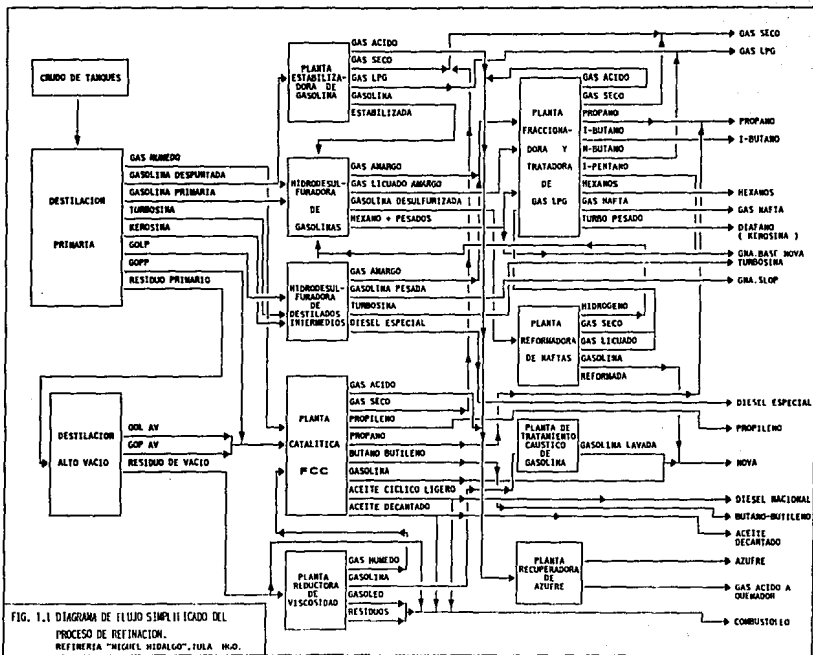 CRUDO DE TANQUES
DESTILACION
PRIMARIA
GAS HUMEDO
GASOLINA DESPUNTADA
GASOLINA PRIMARIA
TURBOSINA
KEROSINA
GOLP
GOPP
RESIDUO PRIMARIO
DESTILACION
ALTO VACIO
GOL AV
GOP AV
RESIDUO DE VACIO
PLANTA
ESTABILIZA-
DORA DE
GASOLINA
GAS ACIDO
GAS SECO
GAS LPG
GASOLINA
ESTABILIZADA
HIDRODESUL-
FURADORA
DE
GASOLINAS
GAS AMARGO
GAS LICUADO AMARGO
GASOLINA DESULFURIZADA
HEXANO + PESADOS
HIDRODESUL-
FURADORA DE
DESTILADOS
INTERMEDIOS
GAS AMARGO
GASOLINA PESADA
TURBOSINA
DIESEL ESPECIAL
PLANTA
CATALITICA
FCC
GAS ACIDO
GAS SECO
PROPILENO
PROPANO
BUTANO BUTILENO
GASOLINA
ACEITE CICLICO LIGERO
ACEITE DECANTADO
PLANTA
REDUCTORA
DE
VISCOSIDAD
GAS HUMEDO
GASOLINA
GASOLEO
RESIDUOS
PLANTA
FRACCIONA-
DORA Y
TRATADORA
DE
GAS LPG
GAS ACIDO
GAS SECO
PROPANO
I-BUTANO
N-BUTANO
I-PENTANO
HEXANOS
GAS NAFTA
TURBO PESADO
PLANTA
REFORMADORA
DE NAFTAS
HIDROGENO
GAS SECO
GAS LICUADO
GASOLINA
REFORMADA
PLANTA DE
TRATAMIENTO
CAUSTICO
DE
GASOLINA
GASOLINA LAVADA
PLANTA
RECUPERADORA
DE
AZUFRE
GAS SECO
GAS LPG
PROPANO
I-BUTANO
HEXANOS
GAS NAFTA
DIAFANO
( KEROSINA )
GNA.BASE NOVA
TURBOSINA
GNA.SLOP
DIESEL ESPECIAL
PROPILENO
NOVA
DIESEL NACIONAL
BUTANO-BUTILENO
ACEITE
DECANTADO
AZUFRE
GAS ACIDO A
QUEMADOR
COMBUSTOLEO
FIG. 1.1 DIAGRAMA DE FLUJO SIMPLIFICADO DEL
PROCESO DE REFINACION.
REFINERIA "MIGUEL HIDALGO",TULA HGO.